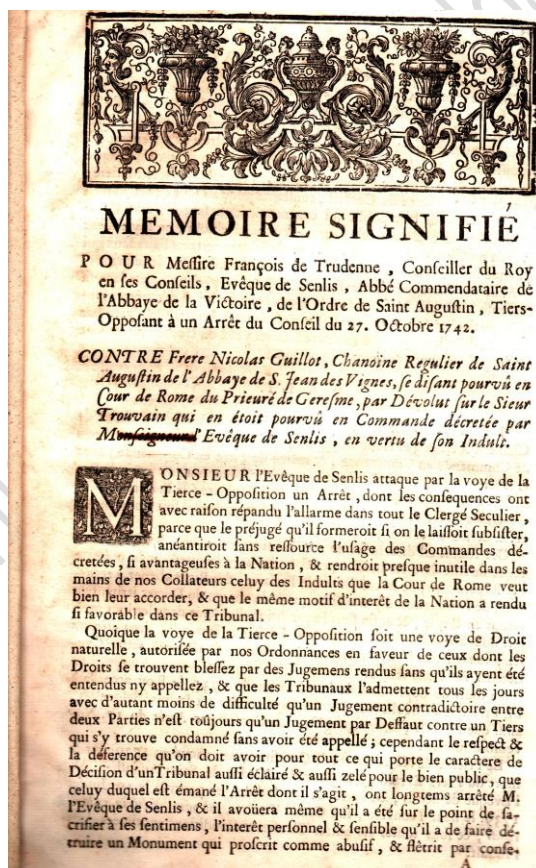 MEMOIRE SIGNIFIÉ
POUR Messire François de Trudenne, Conseiller du Roy
en ses Conseils, Evêque de Senlis, Abbé Commendataire de
l'Abbaye de la Victoire, de l'Ordre de Saint Augustin, Tiers-
Opposant à un Arrêt du Conseil du 27. Octobre 1742.
CONTRE Frere Nicolas Guillot, Chanoine Regulier de Saint
Augustin de l'Abbaye de S. Jean des Vignes, se disant pourvû en
Cour de Rome du Prieuré de Geresme, par Dévolut sur le Sieur
Trouvain qui en étoit pourvû en Commande décretée par
Monseigneur l'Evêque de Senlis, en vertu de son Indult.
MONSIEUR l'Evêque de Senlis attaque par la voye de la
Tierce-Opposition un Arrêt, dont les consequences ont
avec raison répandu l'allarme dans tout le Clergé Seculier,
parce que le préjugé qu'il formeroit si on le laissoit subsister,
anéantiroit sans ressource l'usage des Commandes dé-
cretées, si avantageuses à la Nation, & rendroit presque inutile dans les
mains de nos Collateurs celuy des Indults que la Cour de Rome veut
bien leur accorder, & que le même motif d'interêt de la Nation a rendu
si favorable dans ce Tribunal.
Quoique la voye de la Tierce-Opposition soit une voye de Droit
naturelle, autorisée par nos Ordonnances en faveur de ceux dont les
Droits se trouvent blessez par des Jugemens rendus sans qu'ils ayent été
entendus ny appellez, & que les Tribunaux l'admettent tous les jours
avec d'autant moins de difficulté qu'un Jugement contradictoire entre
deux Parties n'est toûjours qu'un Jugement par Deffaut contre un Tiers
qui s'y trouve condamné sans avoir été appellé; cependant le respect &
la déference qu'on doit avoir pour tout ce qui porte le caractere de
Décision d'un Tribunal aussi éclairé & aussi zelé pour le bien public, que
celuy duquel est émané l'Arrêt dont il s'agit, ont longtems arrêté M.
l'Evêque de Senlis, & il avoüera même qu'il a été sur le point de sa-
crifier à ses sentimens, l'interêt personnel & sensible qu'il a de faire dé-
truire un Monument qui proscrit comme abusif, & flétrit par conse-
A